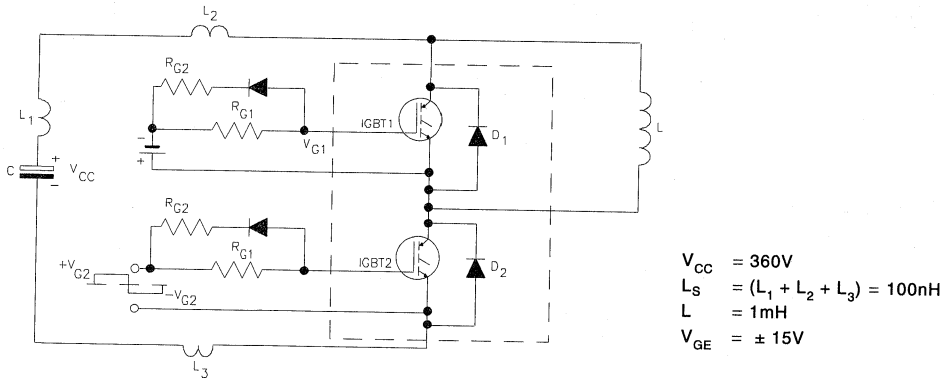 L2
RG2
RG1
L1
IGBT1
D1
L
-
+
VG1
+
C
VCC
-
RG2
RG1
IGBT2
D2
+VG2
-VG2
L3
VCC = 360V
LS = (L1 + L2 + L3) = 100nH
L = 1mH
VGE = ± 15V